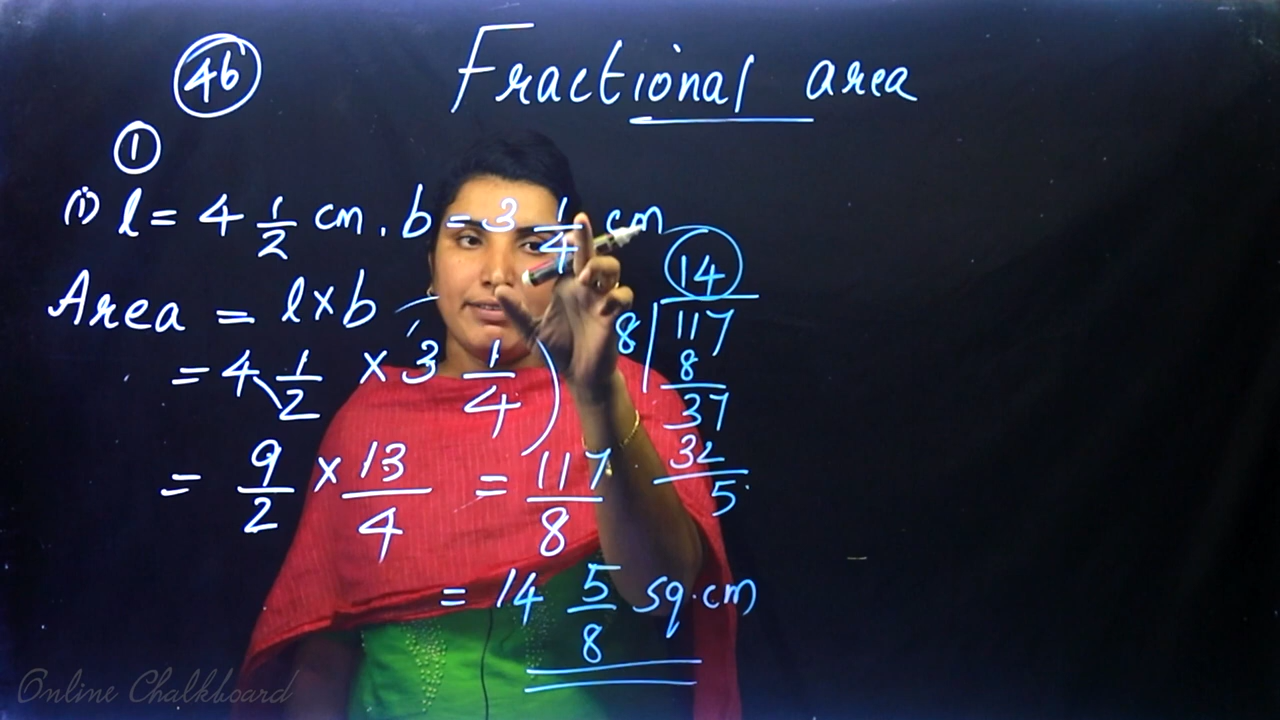 46
Fractional area
1
(i) l = 4 1/2 cm. b = 3 1/4 cm
Area = l×b
= 4 1/2 × 3 1/4
= 9/2 × 13/4 = 117/8
= 14 5/8 sq.cm
14
8 117
8
37
32
5
Online Chalkboard